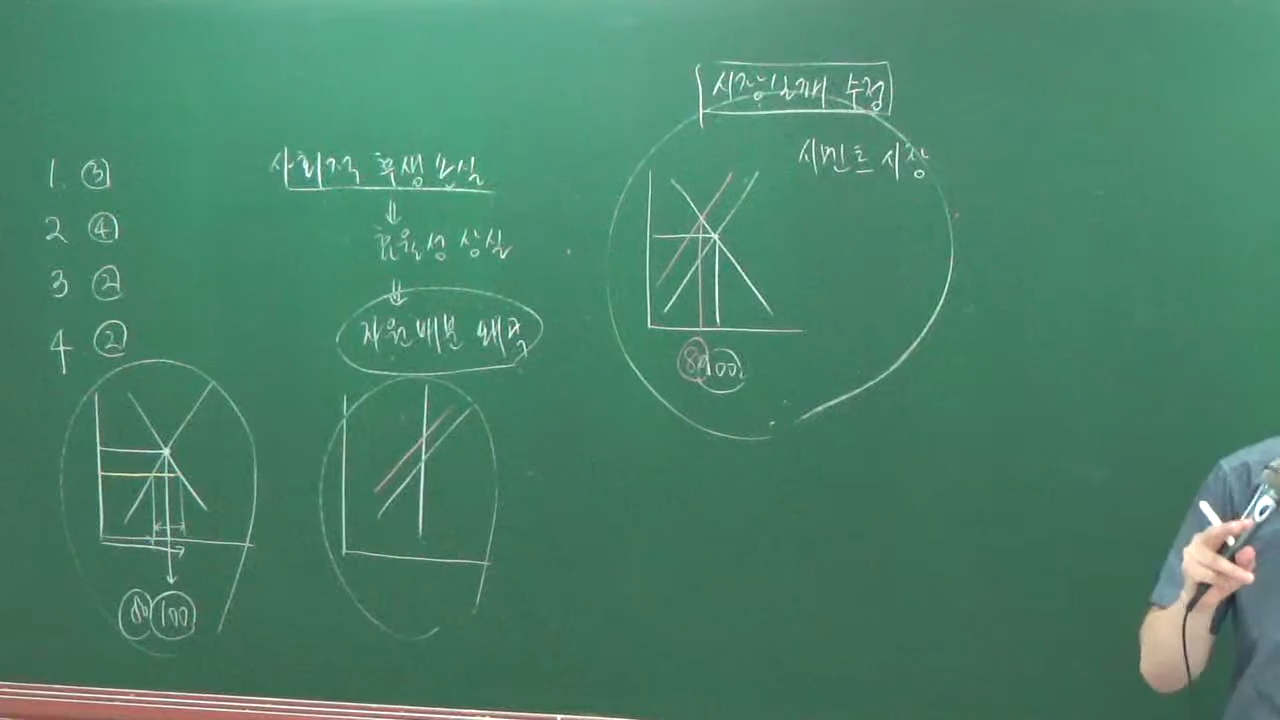 1. ③
2 ④
3 ②
4 ②
80 100
사회적 후생손실
⇓
효율성 상실
⇓
자원배분 왜곡
시장실패 수정
시멘트 시장
80 100